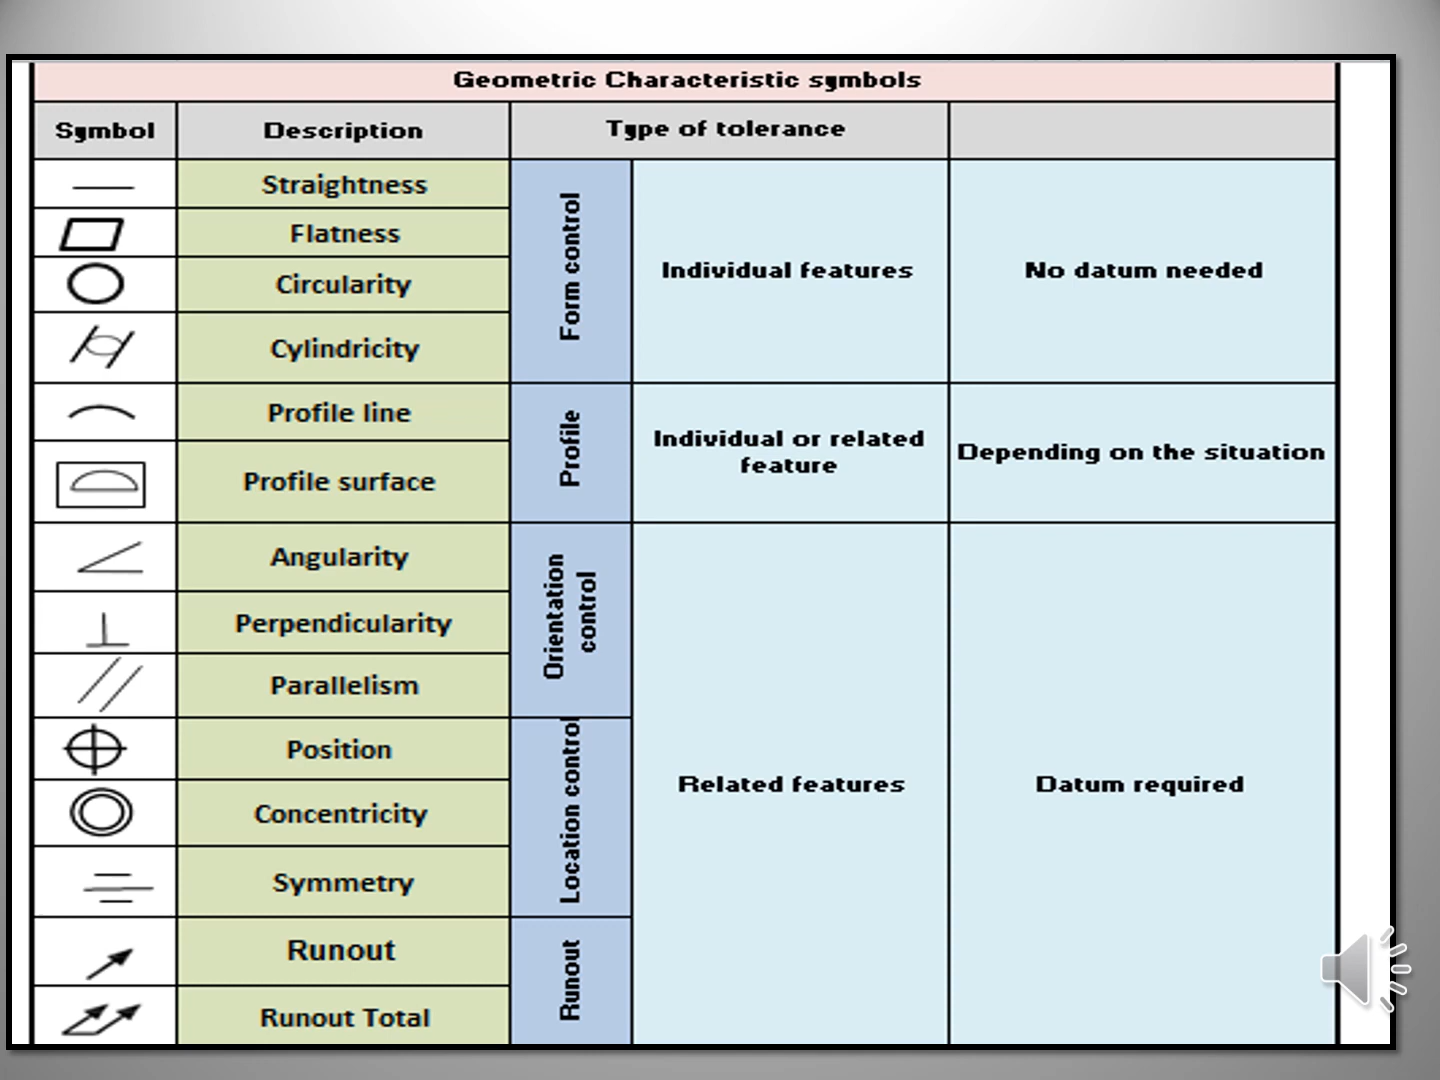 Geometric Characteristic symbols
Symbol
Description
Type of tolerance
Straightness
Flatness
Circularity
Cylindricity
Form control
Individual features
No datum needed
Profile line
Profile surface
Profile
Individual or related
feature
Depending on the situation
Angularity
Perpendicularity
Parallelism
Orientation
control
Position
Concentricity
Symmetry
Location control
Related features
Datum required
Runout
Runout Total
Runout